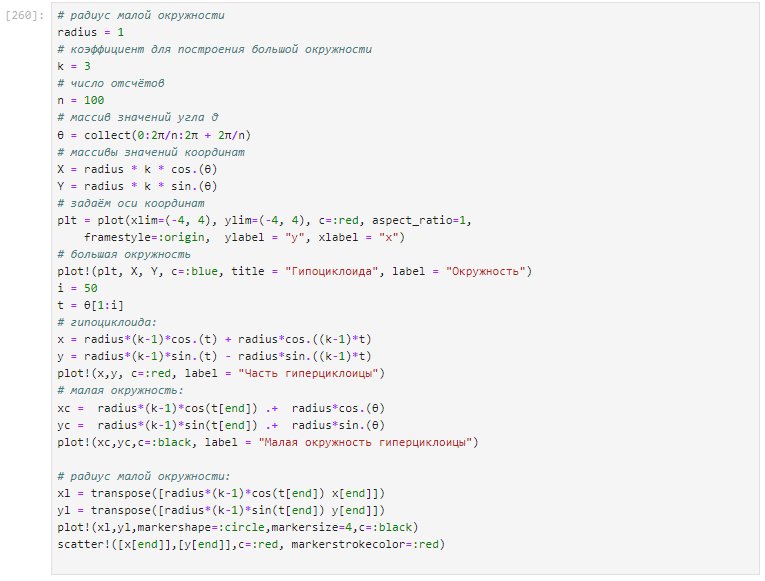 [260]:
# радиус малой окружности
radius = 1
# коэффициент для построения большой окружности
k = 3
# число отсчётов
n = 100
# массив значений угла ϑ
θ = collect(0:2π/n:2π + 2π/n)
# массивы значений координат
X = radius * k * cos.(θ)
Y = radius * k * sin.(θ)
# задаём оси координат
plt = plot(xlim=(-4, 4), ylim=(-4, 4), c=:red, aspect_ratio=1,
    framestyle=:origin,  ylabel = "y", xlabel = "x")
# большая окружность
plot!(plt, X, Y, c=:blue, title = "Гипоциклоида", label = "Окружность")
i = 50
t = θ[1:i]
# гипоциклоида:
x = radius*(k-1)*cos.(t) + radius*cos.((k-1)*t)
y = radius*(k-1)*sin.(t) - radius*sin.((k-1)*t)
plot!(x,y, c=:red, label = "Часть гиперциклоицы")
# малая окружность:
xc =  radius*(k-1)*cos(t[end]) .+  radius*cos.(θ)
yc =  radius*(k-1)*sin(t[end]) .+  radius*sin.(θ)
plot!(xc,yc,c=:black, label = "Малая окружность гиперциклоицы")
# радиус малой окружности:
xl = transpose([radius*(k-1)*cos(t[end]) x[end]])
yl = transpose([radius*(k-1)*sin(t[end]) y[end]])
plot!(xl,yl,markershape=:circle,markersize=4,c=:black)
scatter!([x[end]],[y[end]],c=:red, markerstrokecolor=:red)